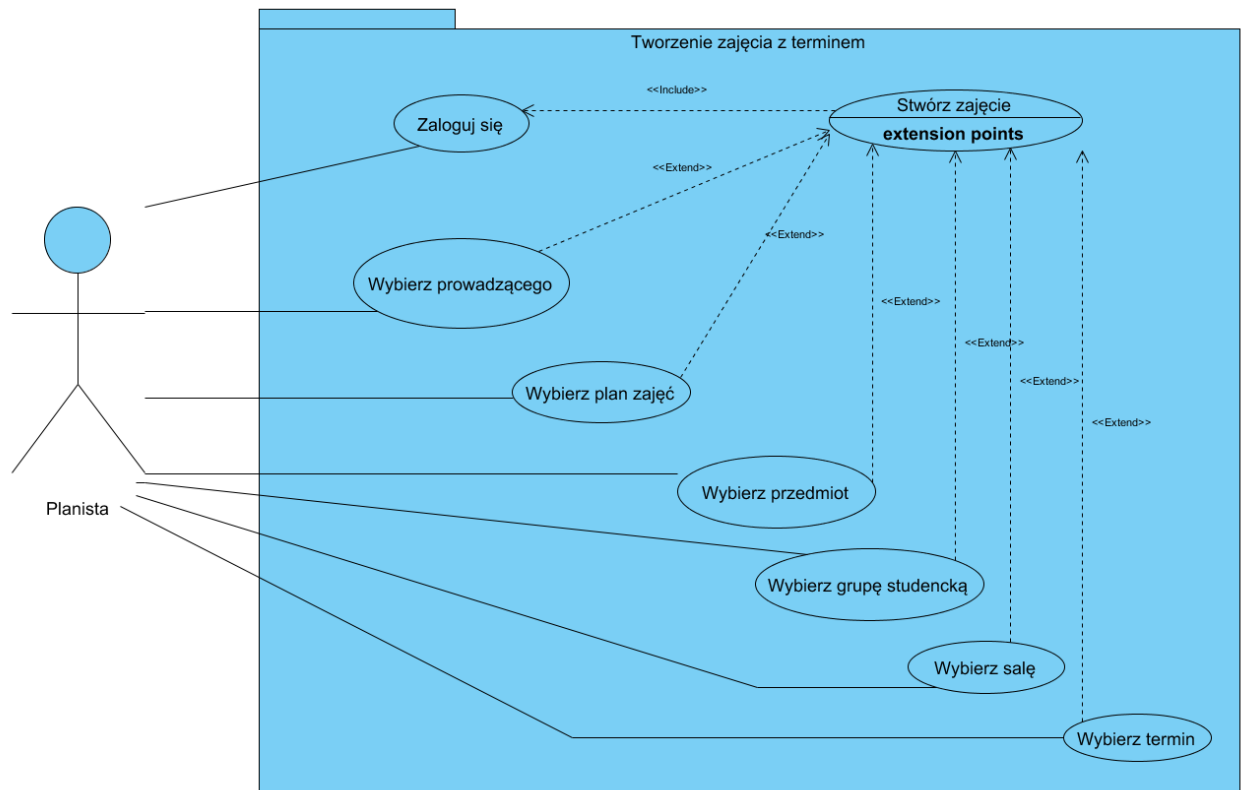 Tworzenie zajęcia z terminem
<<Include>>
Stwórz zajęcie
extension points
Zaloguj się
<<Extend>>
<<Extend>>
Wybierz prowadzącego
<<Extend>>
<<Extend>>
<<Extend>>
Wybierz plan zajęć
<<Extend>>
Wybierz przedmiot
Planista
Wybierz grupę studencką
Wybierz salę
Wybierz termin